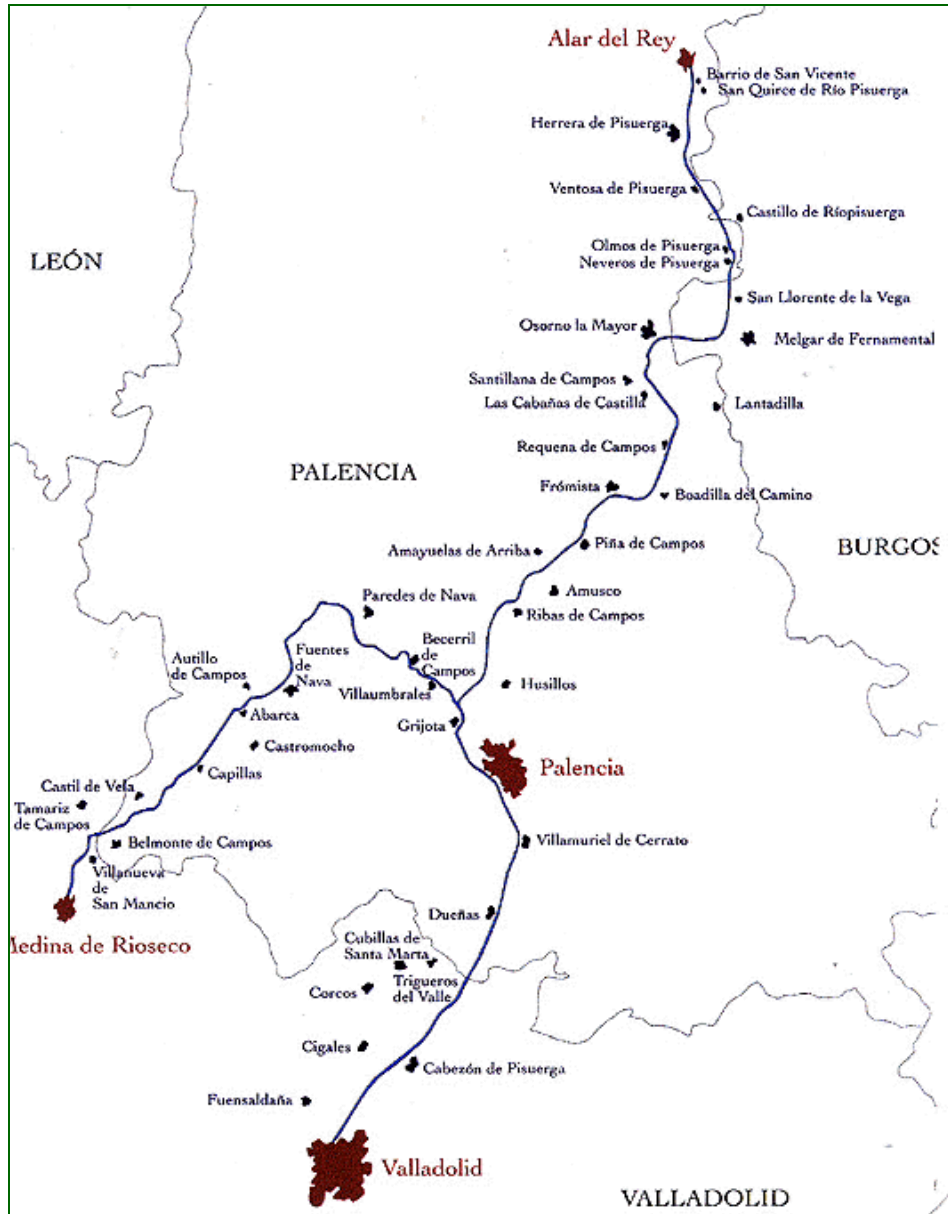 Alar del Rey
Barrio de San Vicente
San Quirce de Río Pisuerga
Herrera de Pisuerga
Ventosa de Pisuerga
Castillo de Ríopisuerga
LEÓN
Olmos de Pisuerga
Neveros de Pisuerga
San Llorente de la Vega
Osorno la Mayor
Melgar de Fernamental
Santillana de Campos
Las Cabañas de Castilla
Lantadilla
Requena de Campos
PALENCIA
Frómista
Boadilla del Camino
Amayuelas de Arriba
Piña de Campos
BURGOS
Paredes de Nava
Amusco
Ribas de Campos
Becerril
de
Campos
Fuentes
de
Nava
Autillo
de Campos
Villaumbrales
Husillos
Abarca
Grijota
Castromocho
Palencia
Capillas
Castil de Vela
Tamariz
de Campos
Belmonte de Campos
Villamuriel de Cerrato
Villanueva
de
San Mancio
Dueñas
Medina de Rioseco
Cubillas de
Santa Marta
Trigueros
del Valle
Corcos
Cigales
Cabezón de Pisuerga
Fuensaldaña
Valladolid
VALLADOLID